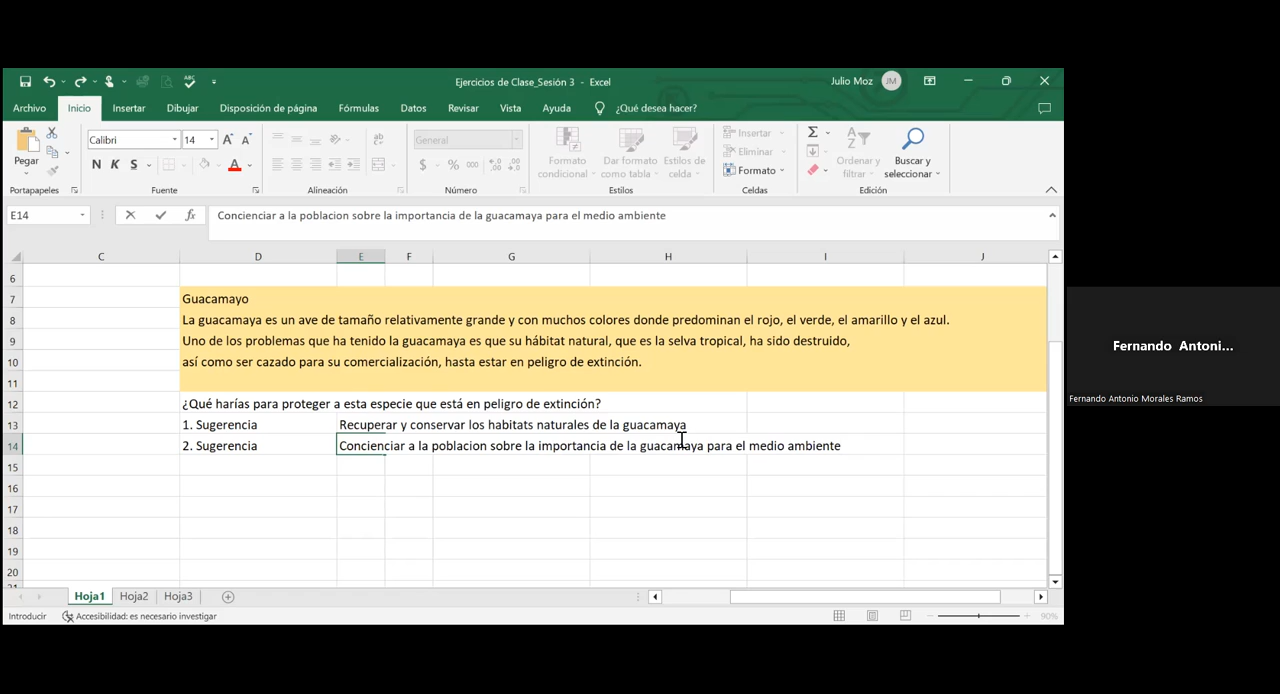 Ejercicios de Clase_Sesión 3 - Excel
Julio Moz JM
Archivo Inicio Insertar Dibujar Disposición de página Fórmulas Datos Revisar Vista Ayuda ¿Qué desea hacer?
Pegar
Calibri 14
N K S
General
$ % 000
Formato condicional
Dar formato como tabla
Estilos de celda
Insertar
Eliminar
Formato
Ordenar y filtrar
Buscar y seleccionar
Portapapeles Fuente Alineación Número Estilos Celdas Edición
E14 fx Concienciar a la poblacion sobre la importancia de la guacamaya para el medio ambiente
C D E F G H I J
6
7 Guacamayo
8 La guacamaya es un ave de tamaño relativamente grande y con muchos colores donde predominan el rojo, el verde, el amarillo y el azul.
9 Uno de los problemas que ha tenido la guacamaya es que su hábitat natural, que es la selva tropical, ha sido destruido,
10 así como ser cazado para su comercialización, hasta estar en peligro de extinción.
11
12 ¿Qué harías para proteger a esta especie que está en peligro de extinción?
13 1. Sugerencia Recuperar y conservar los habitats naturales de la guacamaya
14 2. Sugerencia Concienciar a la poblacion sobre la importancia de la guacamaya para el medio ambiente
15
16
17
18
19
20
21
Hoja1 Hoja2 Hoja3
Introducir Accesibilidad: es necesario investigar 90%
Fernando Antoni...
Fernando Antonio Morales Ramos